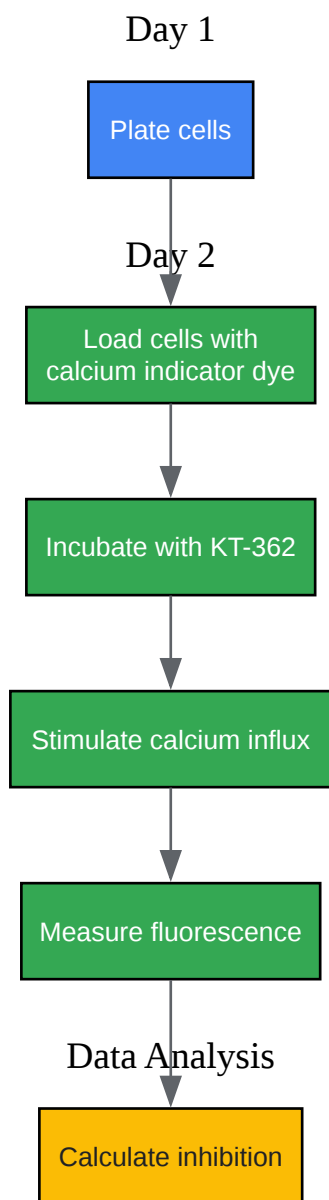 Day 1
Plate cells
Day 2
Load cells with
calcium indicator dye
Incubate with KT-362
Stimulate calcium influx
Measure fluorescence
Data Analysis
Calculate inhibition